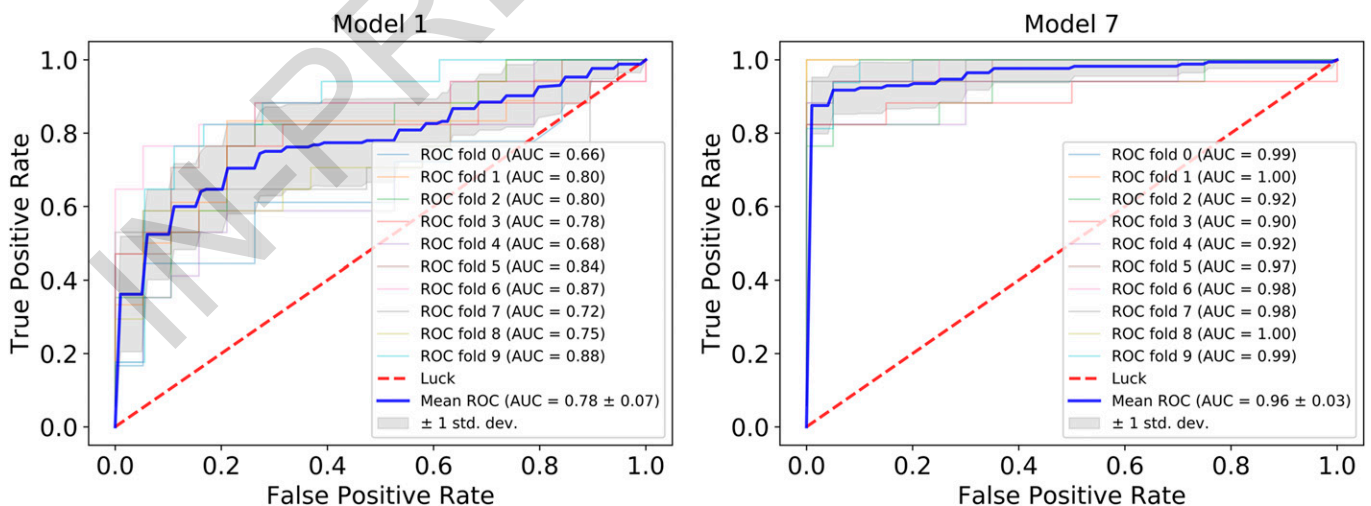 Model 1
1.0
0.8
0.6
0.4
0.2
0.0
True Positive Rate
0.0
0.2
0.4
0.6
0.8
1.0
False Positive Rate
ROC fold 0 (AUC = 0.66)
ROC fold 1 (AUC = 0.80)
ROC fold 2 (AUC = 0.80)
ROC fold 3 (AUC = 0.78)
ROC fold 4 (AUC = 0.68)
ROC fold 5 (AUC = 0.84)
ROC fold 6 (AUC = 0.87)
ROC fold 7 (AUC = 0.72)
ROC fold 8 (AUC = 0.75)
ROC fold 9 (AUC = 0.88)
Luck
Mean ROC (AUC = 0.78 ± 0.07)
± 1 std. dev.
Model 7
1.0
0.8
0.6
0.4
0.2
0.0
True Positive Rate
0.0
0.2
0.4
0.6
0.8
1.0
False Positive Rate
ROC fold 0 (AUC = 0.99)
ROC fold 1 (AUC = 1.00)
ROC fold 2 (AUC = 0.92)
ROC fold 3 (AUC = 0.90)
ROC fold 4 (AUC = 0.92)
ROC fold 5 (AUC = 0.97)
ROC fold 6 (AUC = 0.98)
ROC fold 7 (AUC = 0.98)
ROC fold 8 (AUC = 1.00)
ROC fold 9 (AUC = 0.99)
Luck
Mean ROC (AUC = 0.96 ± 0.03)
± 1 std. dev.
IN-PR